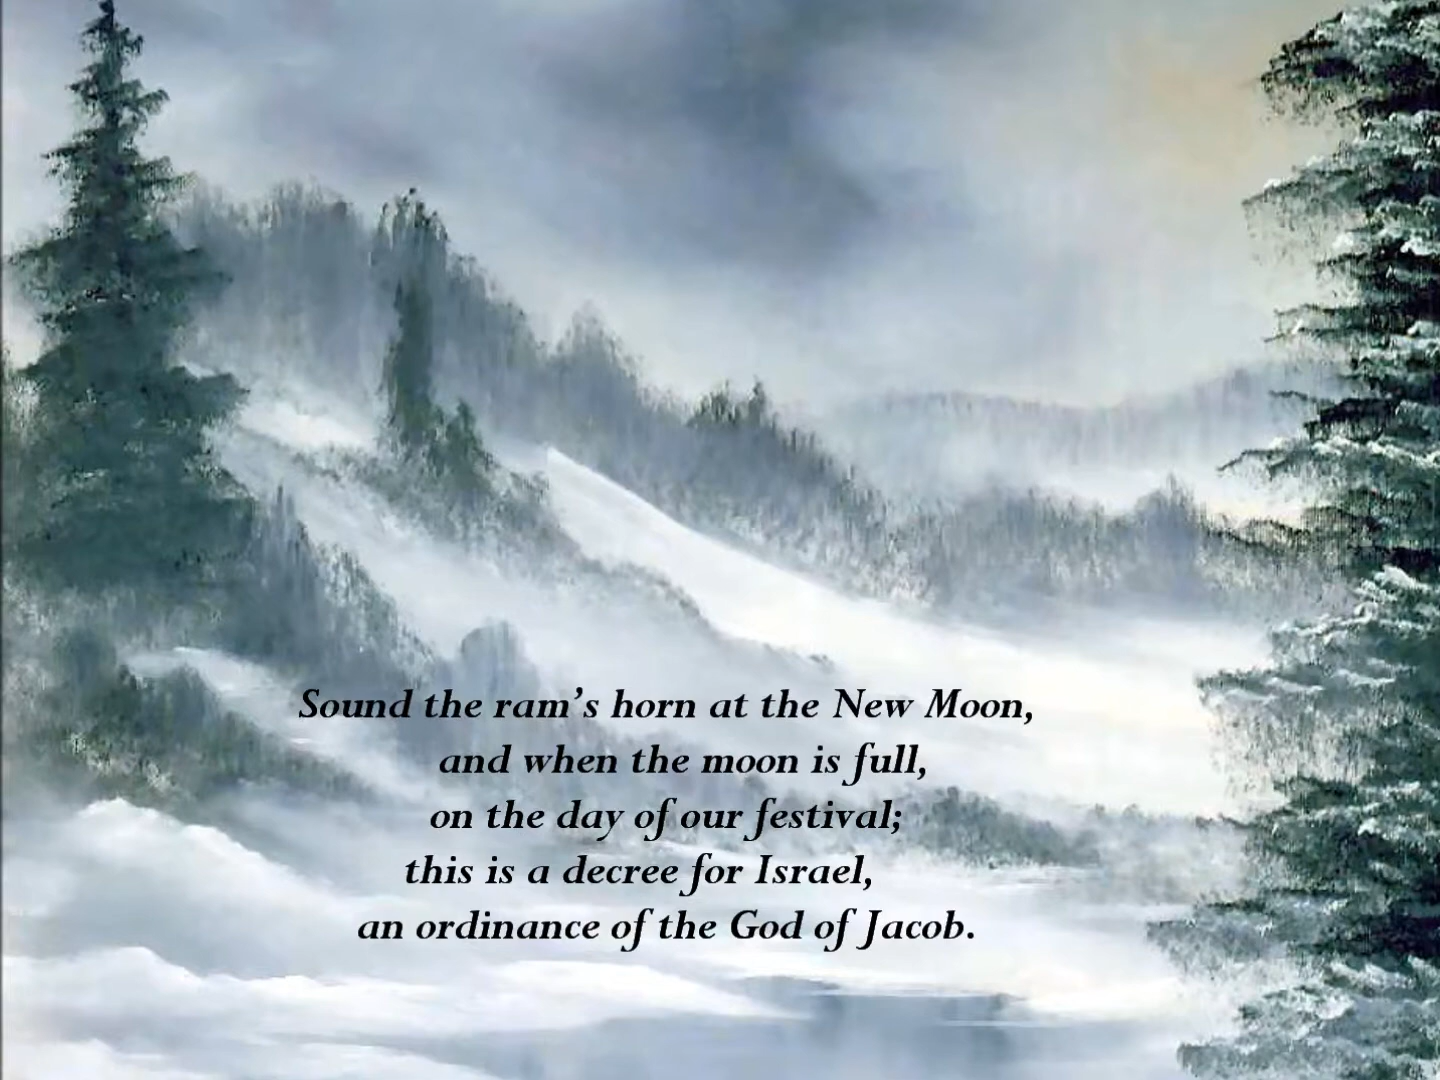 Sound the ram's horn at the New Moon,
and when the moon is full,
on the day of our festival;
this is a decree for Israel,
an ordinance of the God of Jacob.